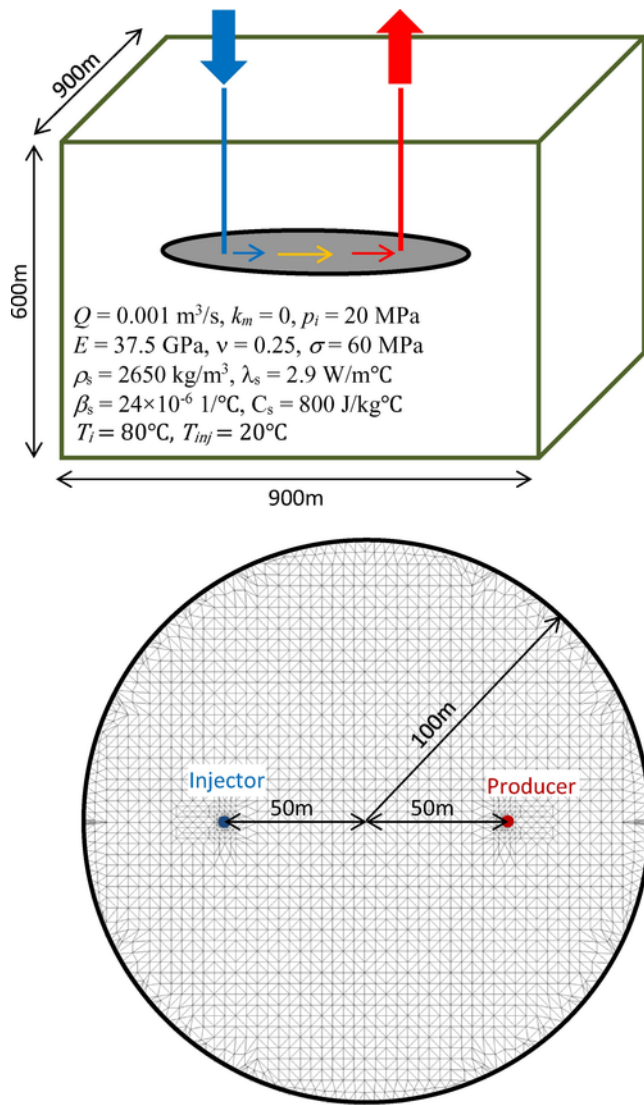 900m
600m
Q = 0.001 m³/s, kₘ = 0, pᵢ = 20 MPa
E = 37.5 GPa, ν = 0.25, σ = 60 MPa
ρₛ = 2650 kg/m³, λₛ = 2.9 W/m°C
βₛ = 24×10⁻⁶ 1/°C, Cₛ = 800 J/kg°C
Tᵢ = 80°C, Tᵢₙⱼ = 20°C
900m
100m
Injector
Producer
50m
50m